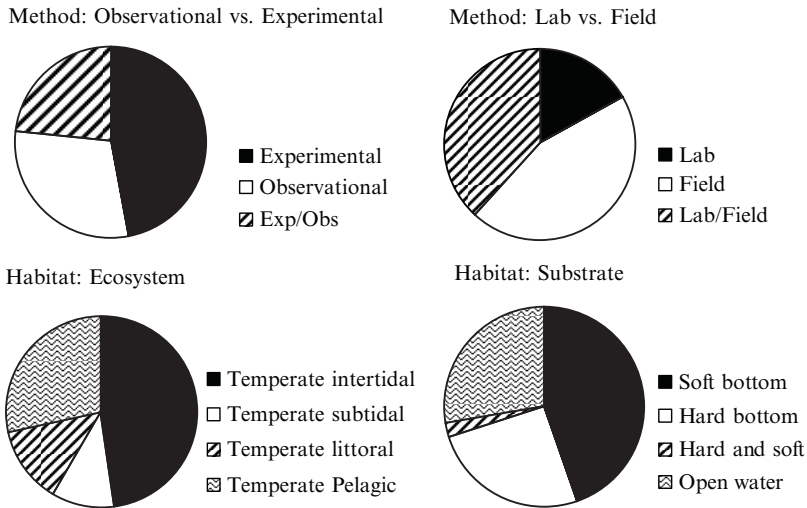 Method: Observational vs. Experimental
Experimental
Observational
Exp/Obs
Method: Lab vs. Field
Lab
Field
Lab/Field
Habitat: Ecosystem
Temperate intertidal
Temperate subtidal
Temperate littoral
Temperate Pelagic
Habitat: Substrate
Soft bottom
Hard bottom
Hard and soft
Open water